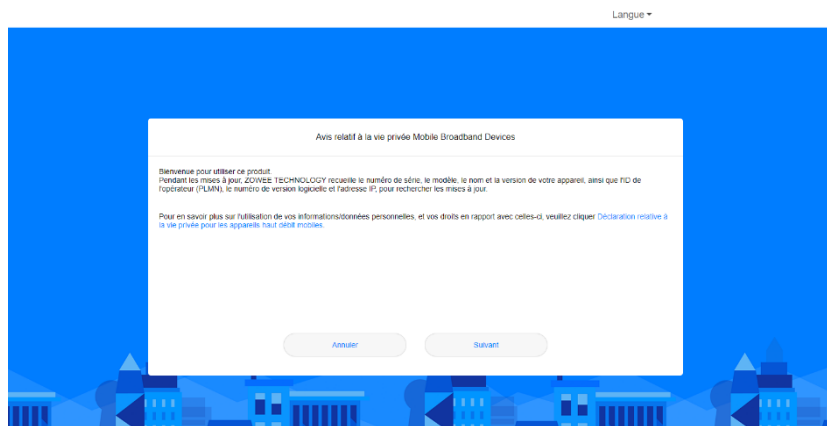 Langue
Avis relatif à la vie privée Mobile Broadband Devices
Bienvenue pour utiliser ce produit.
Pendant les mises à jour, ZOWEE TECHNOLOGY recueille le numéro de série, le modèle, le nom et la version de votre appareil, ainsi que l'ID de
l'opérateur (PLMN), le numéro de version logicielle et l'adresse IP, pour rechercher les mises à jour.
Pour en savoir plus sur l'utilisation de vos informations/données personnelles, et vos droits en rapport avec celles-ci, veuillez cliquer Déclaration relative à
la vie privée pour les appareils haut débit mobiles.
Annuler
Suivant